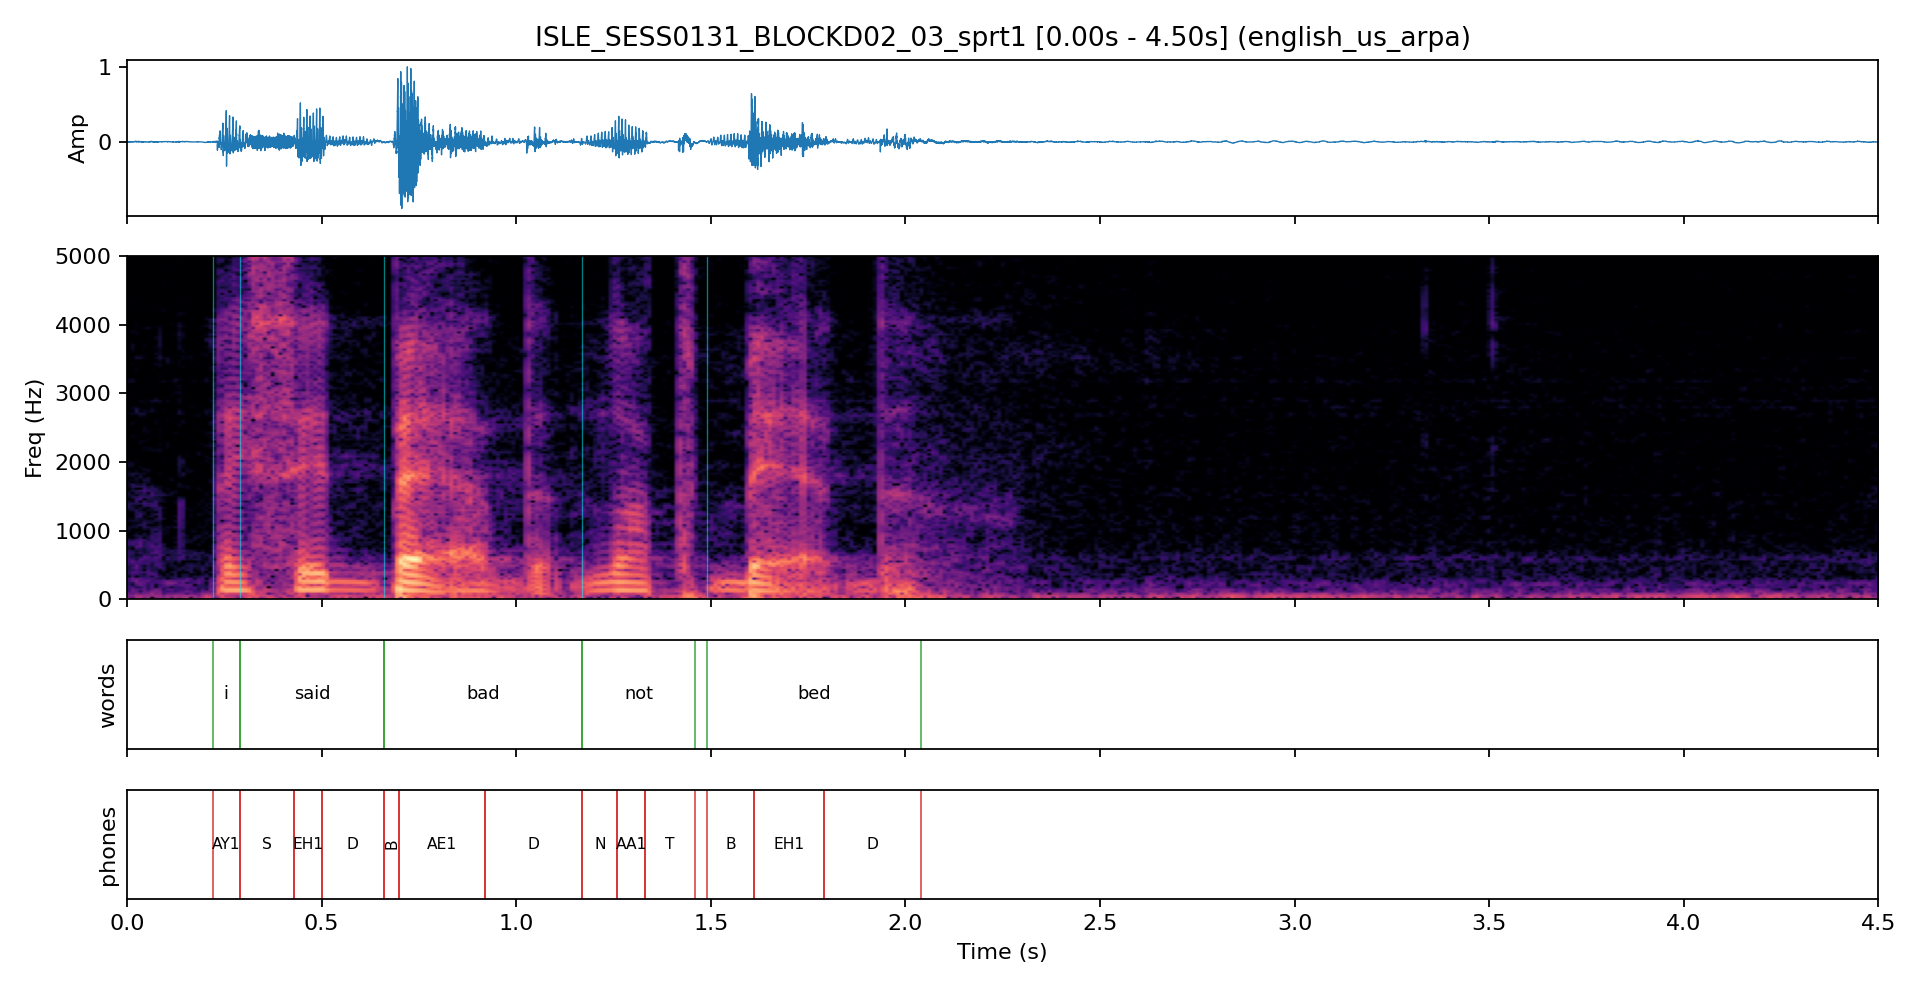 ISLE_SESS0131_BLOCKD02_03_sprt1 [0.00s - 4.50s] (english_us_arpa)
Amp
1
0
Freq (Hz)
5000
4000
3000
2000
1000
0
words
i said bad not bed
phones
AY1 S EH1 D B AE1 D N AA1 T B EH1 D
0.0 0.5 1.0 1.5 2.0 2.5 3.0 3.5 4.0 4.5
Time (s)